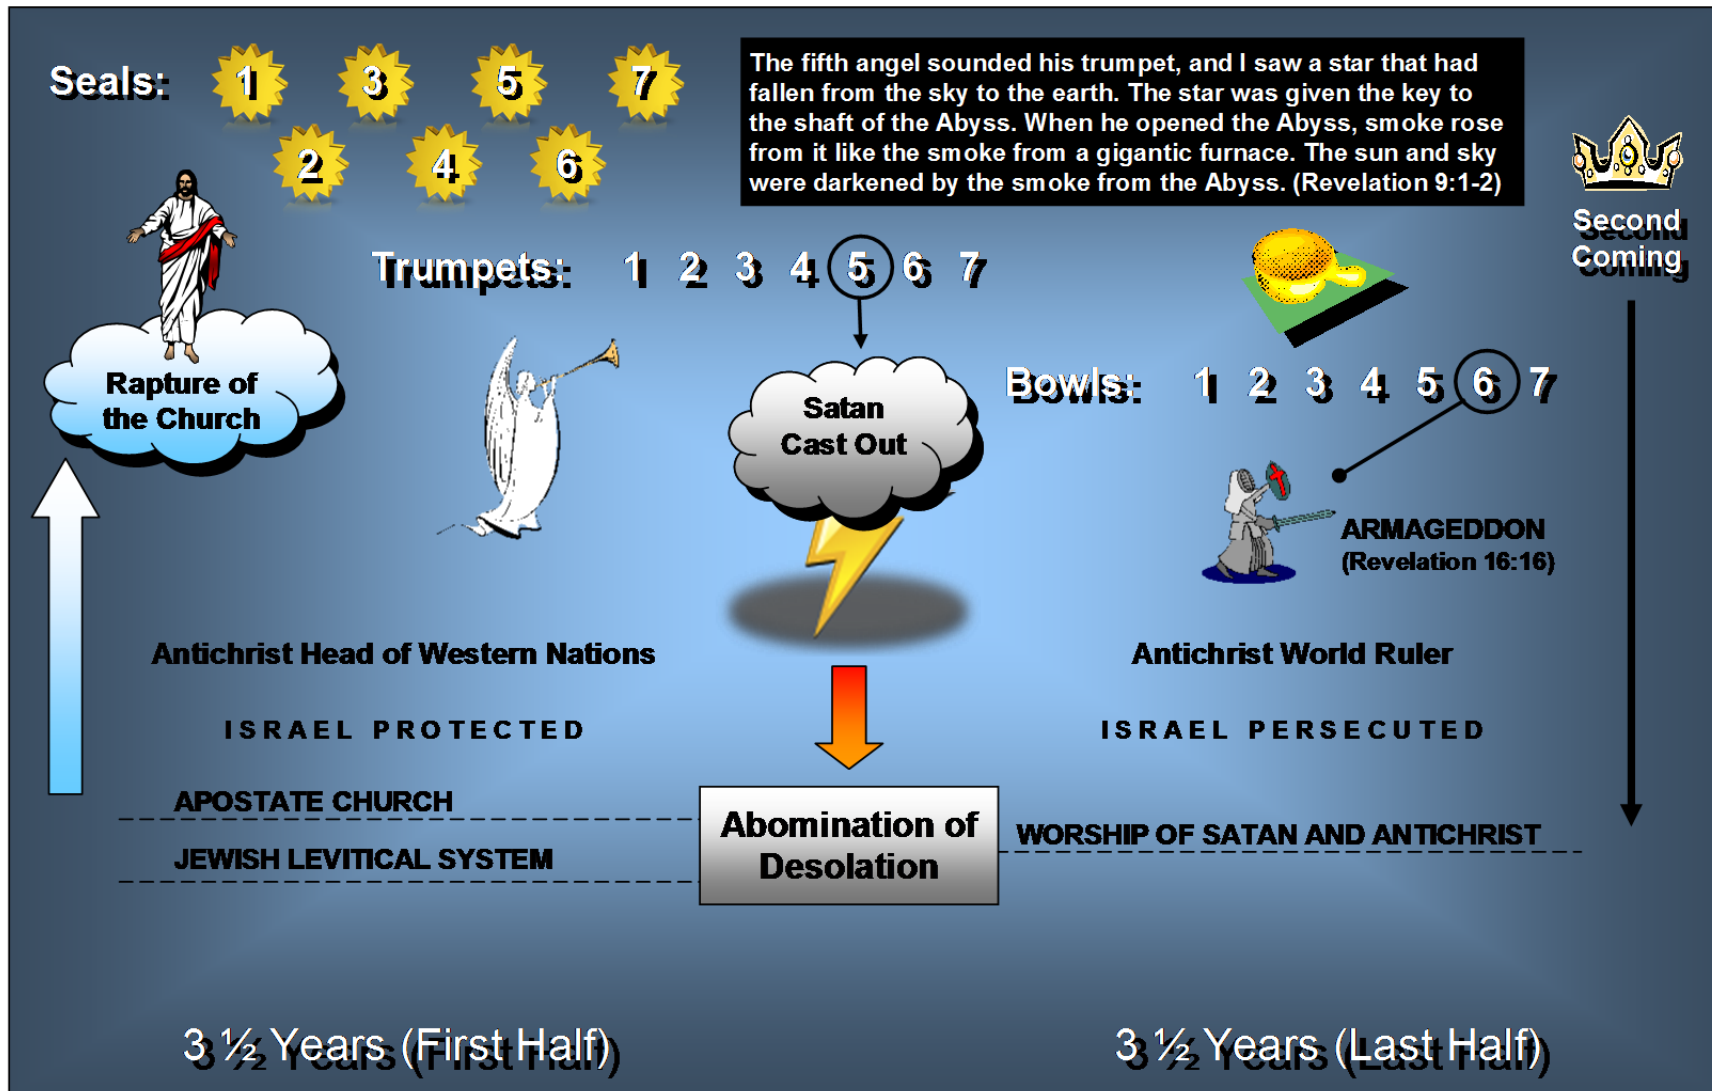 Seals:
1 3 5 7
2 4 6
The fifth angel sounded his trumpet, and I saw a star that had
fallen from the sky to the earth. The star was given the key to
the shaft of the Abyss. When he opened the Abyss, smoke rose
from it like the smoke from a gigantic furnace. The sun and sky
were darkened by the smoke from the Abyss. (Revelation 9:1-2)
Second
Coming
Trumpets: 1 2 3 4 5 6 7
Rapture of
the Church
Satan
Cast Out
Bowls: 1 2 3 4 5 6 7
ARMAGEDDON
(Revelation 16:16)
Antichrist Head of Western Nations
Antichrist World Ruler
ISRAEL PROTECTED
ISRAEL PERSECUTED
APOSTATE CHURCH
JEWISH LEVITICAL SYSTEM
Abomination of
Desolation
WORSHIP OF SATAN AND ANTICHRIST
3 ½ Years (First Half)
3 ½ Years (Last Half)